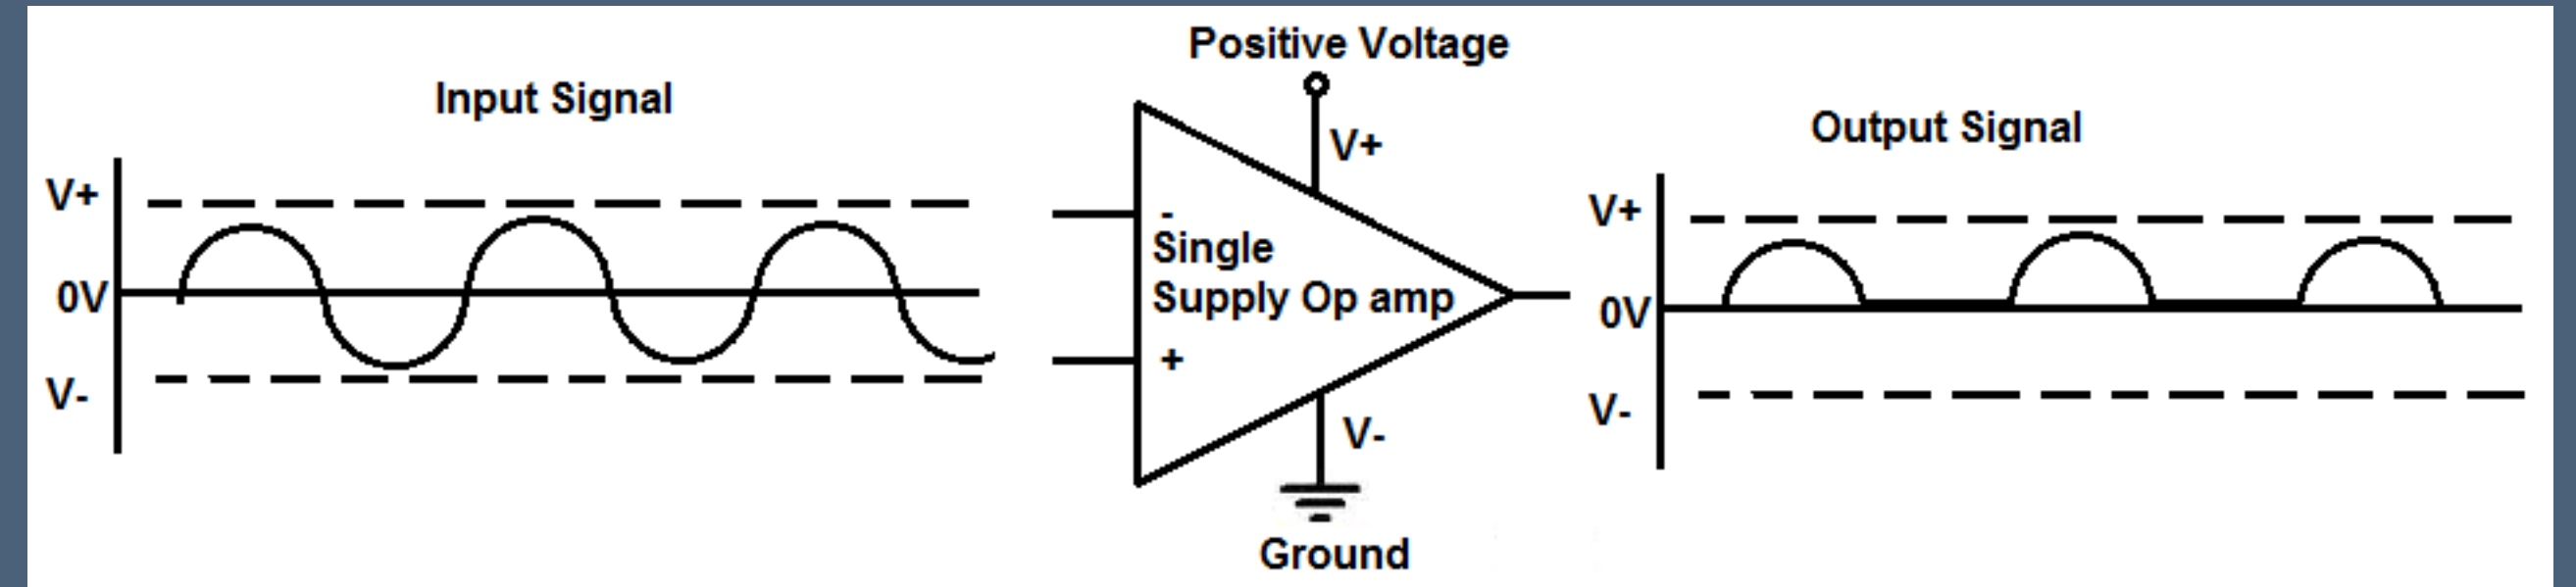 Input Signal
V+
0V
V-
Positive Voltage
V+
-
Single
Supply Op amp
+
V-
Ground
Output Signal
V+
0V
V-